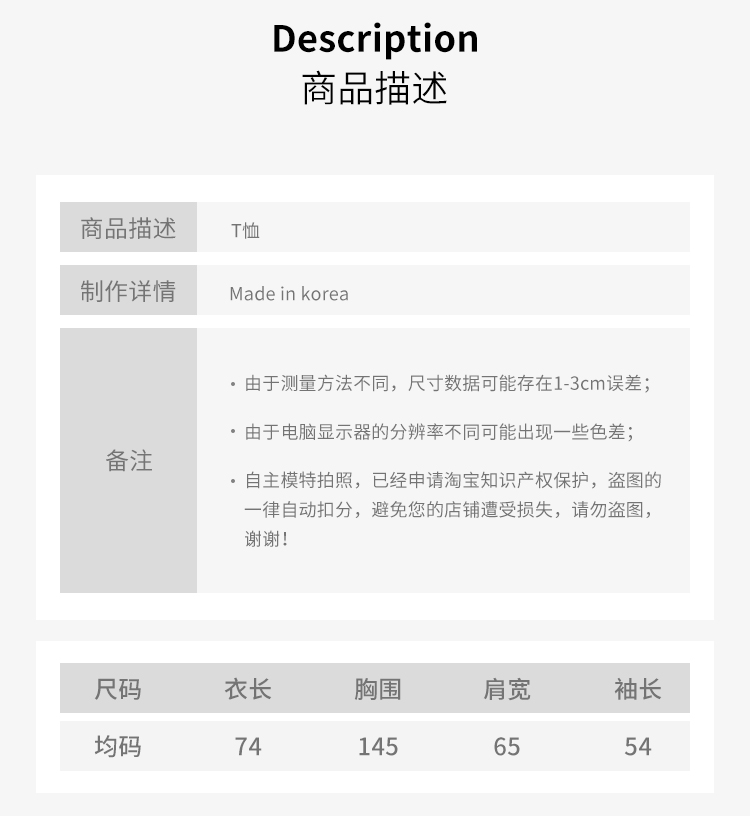 Description
商品描述
商品描述 T恤
制作详情 Made in korea
备注
· 由于测量方法不同，尺寸数据可能存在1-3cm误差；
· 由于电脑显示器的分辨率不同可能出现一些色差；
· 自主模特拍照，已经申请淘宝知识产权保护，盗图的
一律自动扣分，避免您的店铺遭受损失，请勿盗图，
谢谢！
尺码 衣长 胸围 肩宽 袖长
均码 74 145 65 54